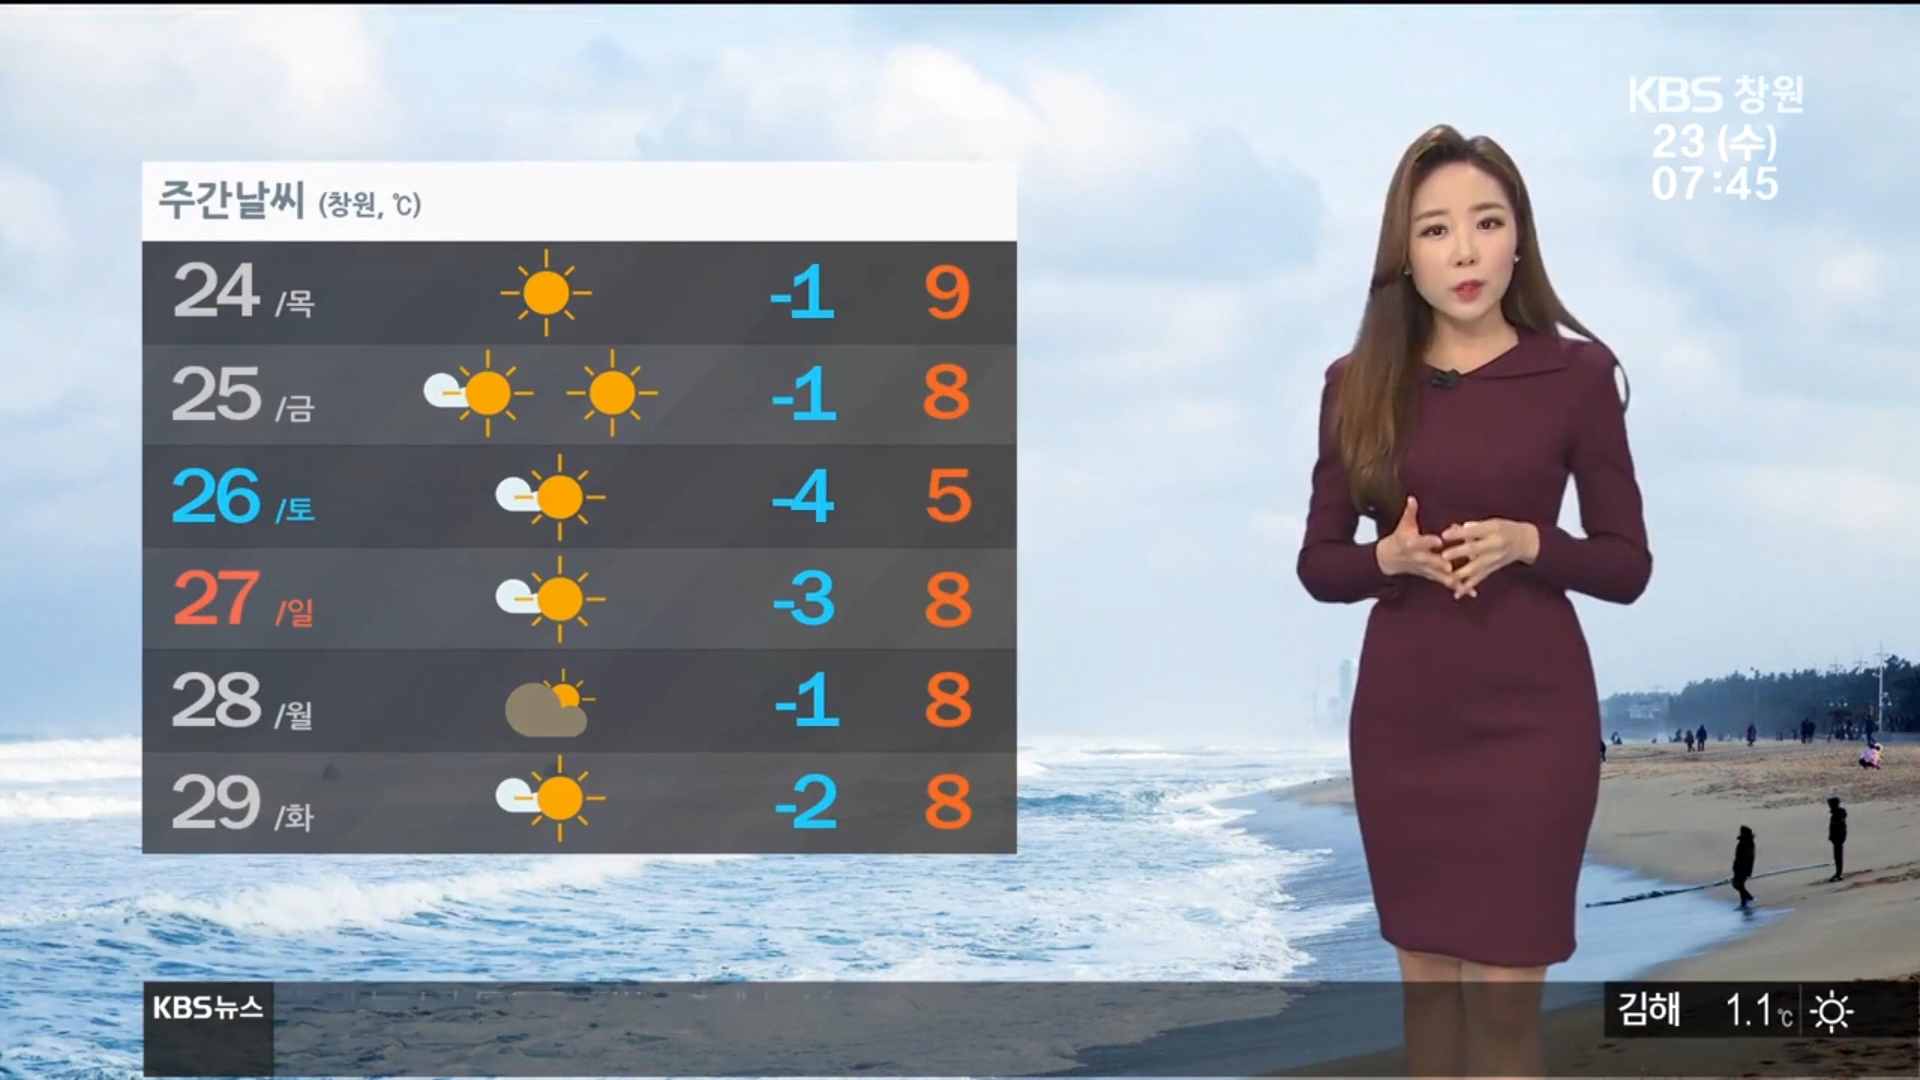 KBS 창원
23 (수)
07:45
주간날씨 (창원, ℃)
24 /목 -1 9
25 /금 -1 8
26 /토 -4 5
27 /일 -3 8
28 /월 -1 8
29 /화 -2 8
KBS뉴스
김해 1.1℃